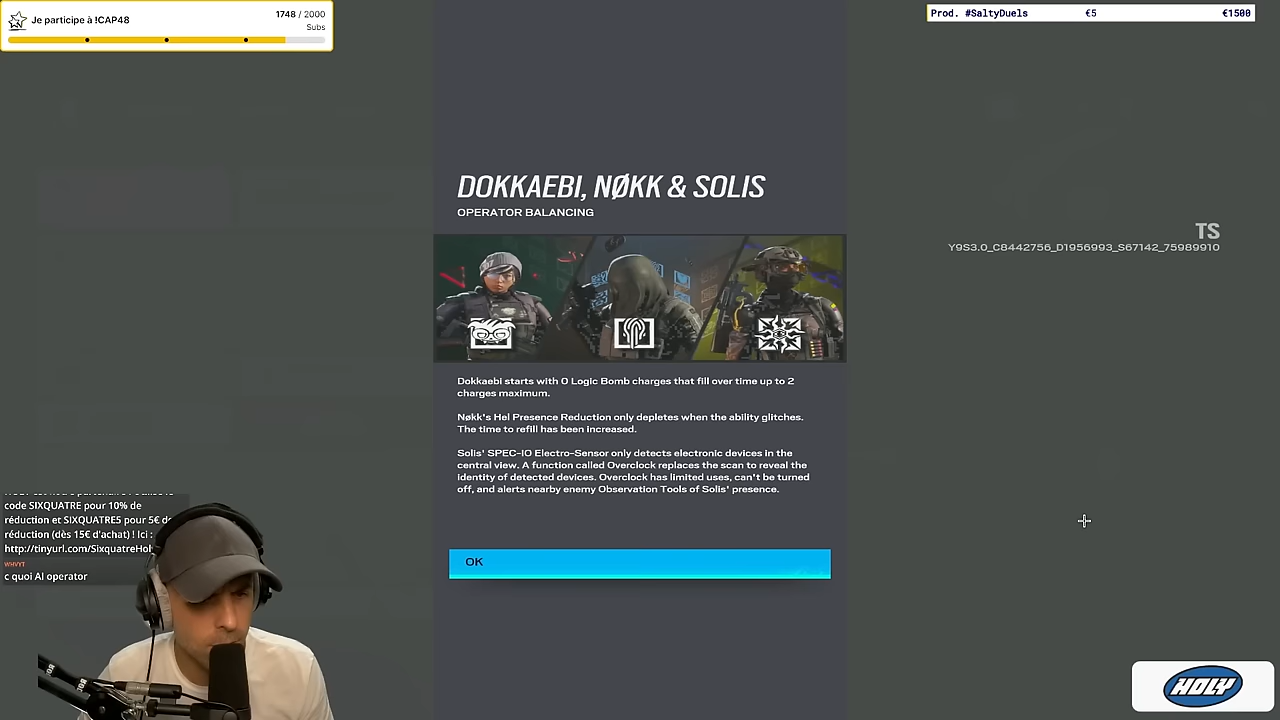 Je participe à !CAP48
1748 / 2000
Subs
Prod. #SaltyDuels €5 €1500
DOKKAEBI, NØKK & SOLIS
OPERATOR BALANCING
TS
Y9S3.0_C8442756_D1956993_S67142_75989910
Dokkaebi starts with 0 Logic Bomb charges that fill over time up to 2
charges maximum.
Nøkk's Hel Presence Reduction only depletes when the ability glitches.
The time to refill has been increased.
Solis' SPEC-IO Electro-Sensor only detects electronic devices in the
central view. A function called Overclock replaces the scan to reveal the
identity of detected devices. Overclock has limited uses, can't be turned
off, and alerts nearby enemy Observation Tools of Solis' presence.
OK
code SIXQUATRE pour 10% de
réduction et SIXQUATRE5 pour 5€ de
réduction (dès 15€ d'achat) ! Ici :
http://tinyurl.com/SixquatreHol
WHVYT
c quoi AI operator
HOLY